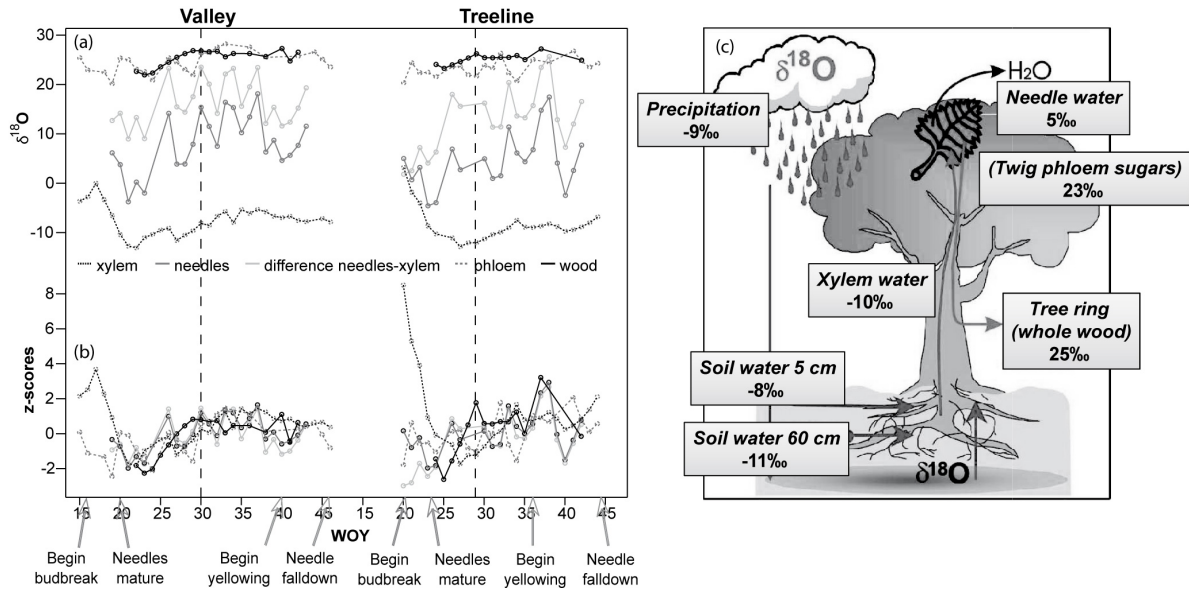 Valley Treeline
(a)
30
20
10
0
-10
δ¹⁸O
xylem needles difference needles-xylem phloem wood
(b)
8
6
4
2
0
-2
z-scores
15 20 25 30 35 40 45 15 20 25 30 35 40 45
WOY
Begin
budbreak
Needles
mature
Begin
yellowing
Needle
falldown
Begin
budbreak
Needles
mature
Begin
yellowing
Needle
falldown
(c)
δ¹⁸O
H₂O
Precipitation
-9‰
Needle water
5‰
(Twig phloem sugars)
23‰
Xylem water
-10‰
Tree ring
(whole wood)
25‰
Soil water 5 cm
-8‰
Soil water 60 cm
-11‰
δ¹⁸O